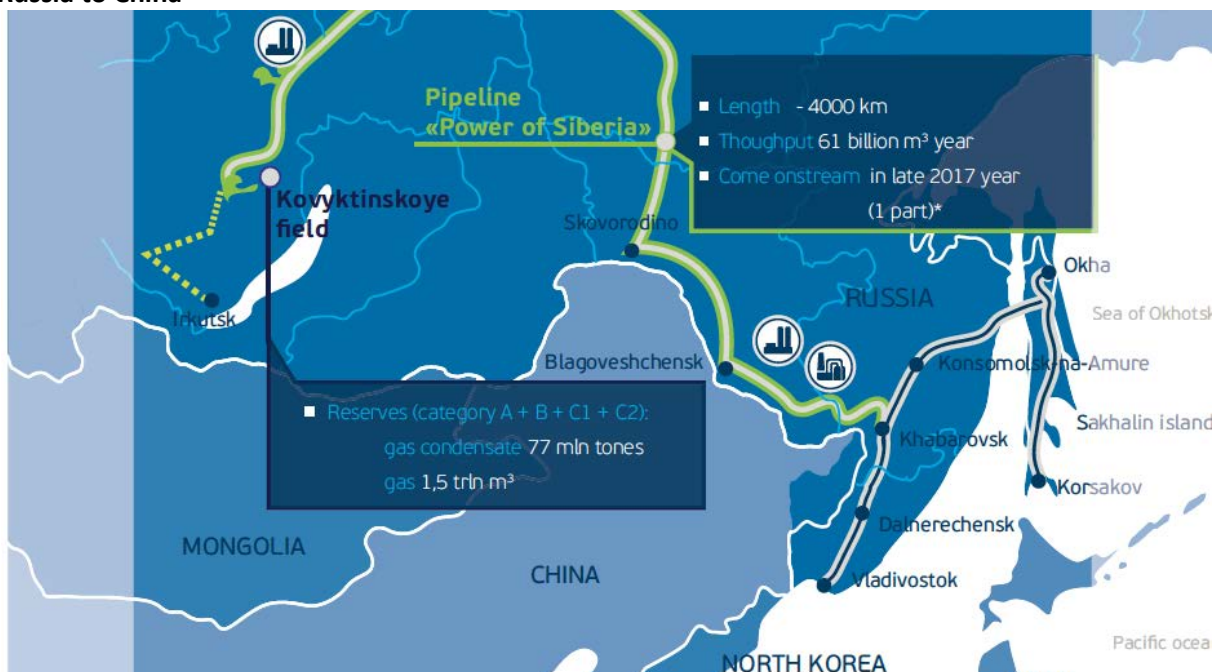 Russia to China
Pipeline
«Power of Siberia»
Length - 4000 km
Thoughput 61 billion m³ year
Come onstream in late 2017 year
(1 part)*
Kovyktinskoye
field
Skovorodino
Okha
RUSSIA
Sea of Okhotsk
Irkutsk
Blagoveshchensk
Konsomolsk-na-Amure
Reserves (category A + B + C1 + C2):
gas condensate 77 mln tones
gas 1,5 trln m³
Khabarovsk
Sakhalin island
Korsakov
Dalnerechensk
MONGOLIA
CHINA
Vladivostok
Pacific ocea
NORTH KOREA